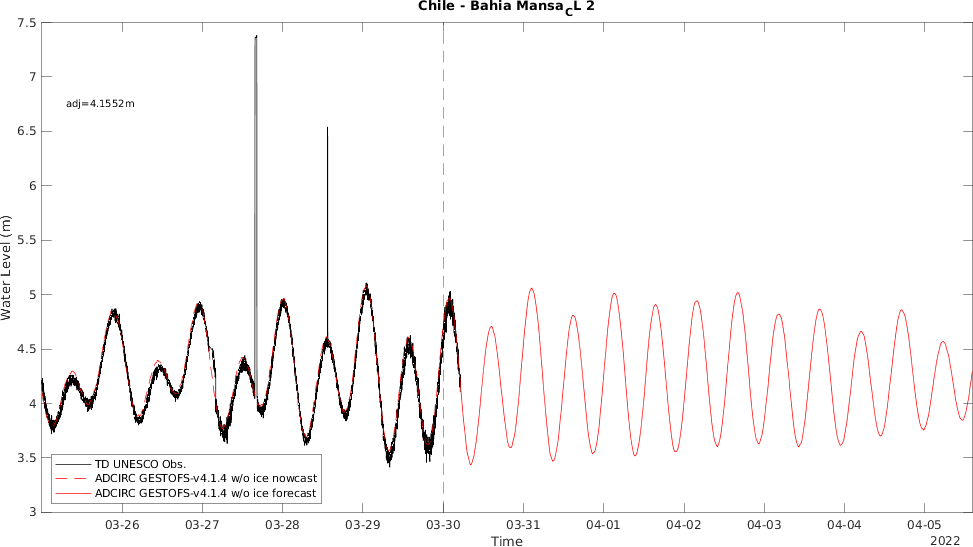 Chile - Bahia Mansa_CL 2
7.5
7
6.5
6
5.5
5
4.5
4
3.5
3
Water Level (m)
adj=4.1552m
TD UNESCO Obs.
ADCIRC GESTOFS-v4.1.4 w/o ice nowcast
ADCIRC GESTOFS-v4.1.4 w/o ice forecast
03-26 03-27 03-28 03-29 03-30 03-31 04-01 04-02 04-03 04-04 04-05
Time
2022